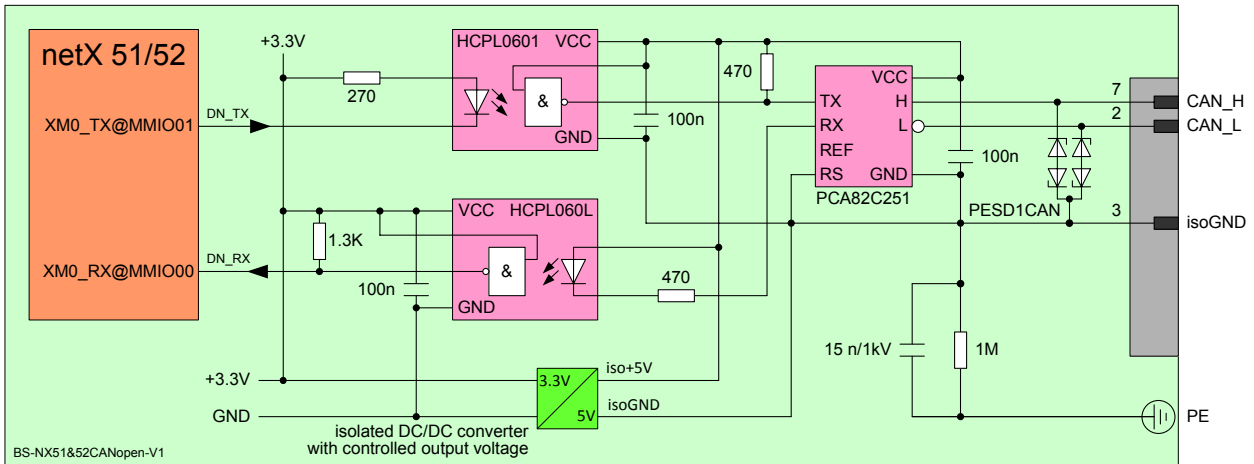 netX 51/52
+3.3V
HCPL0601
VCC
270
&
GND
100n
470
VCC
TX
H
RX
L
REF
RS
GND
PCA82C251
100n
7
CAN_H
2
CAN_L
PESD1CAN
3
isoGND
XM0_TX@MMIO01
DN_TX
VCC
HCPL060L
1.3K
&
XM0_RX@MMIO00
DN_RX
100n
GND
470
15 n/1kV
1M
+3.3V
3.3V
iso+5V
GND
5V
isoGND
PE
isolated DC/DC converter
with controlled output voltage
BS-NX51&52CANopen-V1